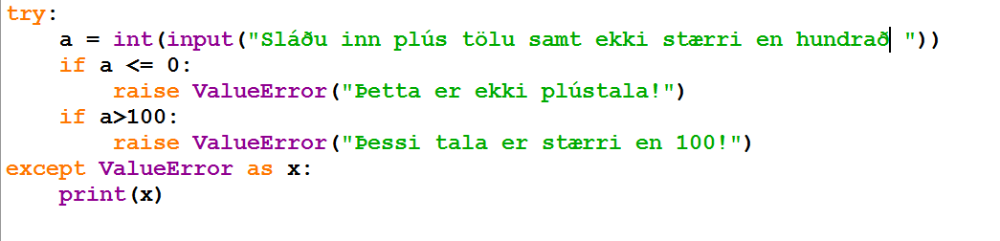 try:
    a = int(input("Sláðu inn plús tölu samt ekki stærri en hundrað "))
    if a <= 0:
        raise ValueError("Þetta er ekki plústala!")
    if a>100:
        raise ValueError("Þessi tala er stærri en 100!")
except ValueError as x:
    print(x)